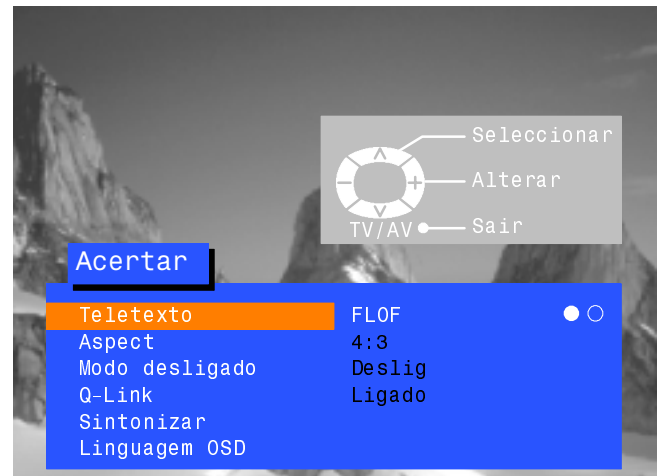 Seleccionar
Alterar
TV/AV Sair
Acertar
Teletexto FLOF
Aspect 4:3
Modo desligado Deslig
Q-Link Ligado
Sintonizar
Linguagem OSD